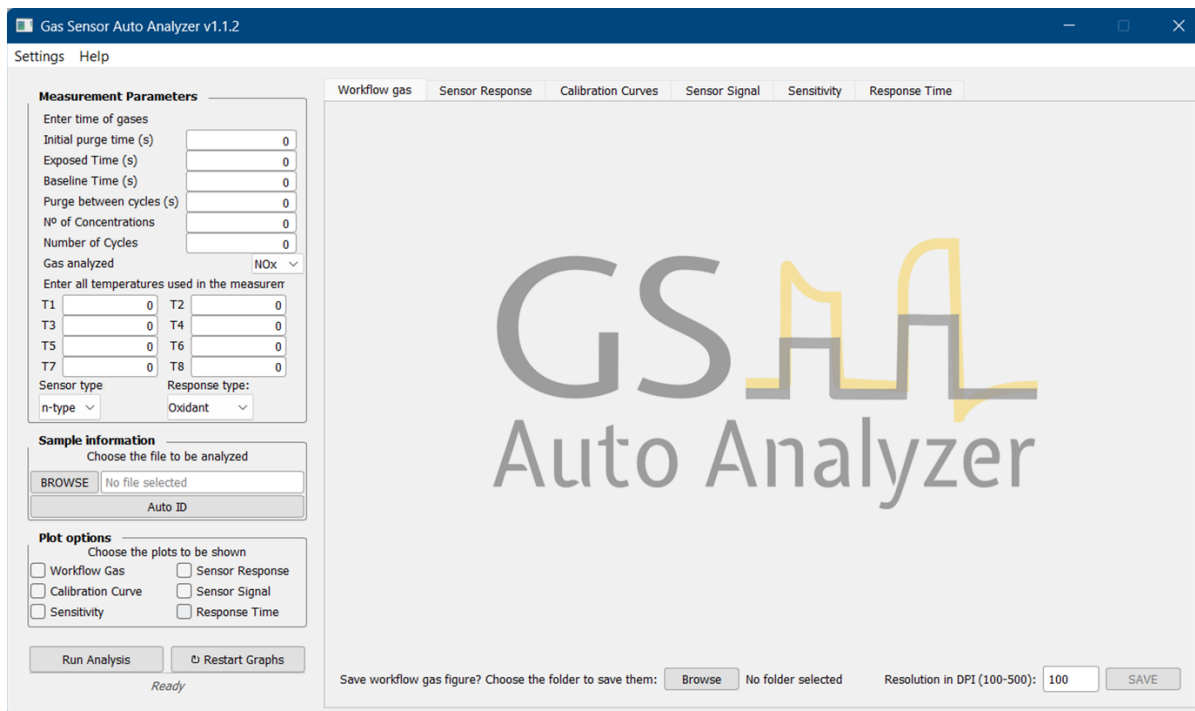 Gas Sensor Auto Analyzer v1.1.2
Settings Help
Measurement Parameters
Enter time of gases
Initial purge time (s) 0
Exposed Time (s) 0
Baseline Time (s) 0
Purge between cycles (s) 0
Nº of Concentrations 0
Number of Cycles 0
Gas analyzed NOx
Enter all temperatures used in the measurem
T1 0 T2 0
T3 0 T4 0
T5 0 T6 0
T7 0 T8 0
Sensor type Response type:
n-type Oxidant
Sample information
Choose the file to be analyzed
BROWSE No file selected
Auto ID
Plot options
Choose the plots to be shown
Workflow Gas Sensor Response
Calibration Curve Sensor Signal
Sensitivity Response Time
Run Analysis ↻ Restart Graphs
Ready
Workflow gas Sensor Response Calibration Curves Sensor Signal Sensitivity Response Time
GS
Auto Analyzer
Save workflow gas figure? Choose the folder to save them: Browse No folder selected Resolution in DPI (100-500): 100 SAVE